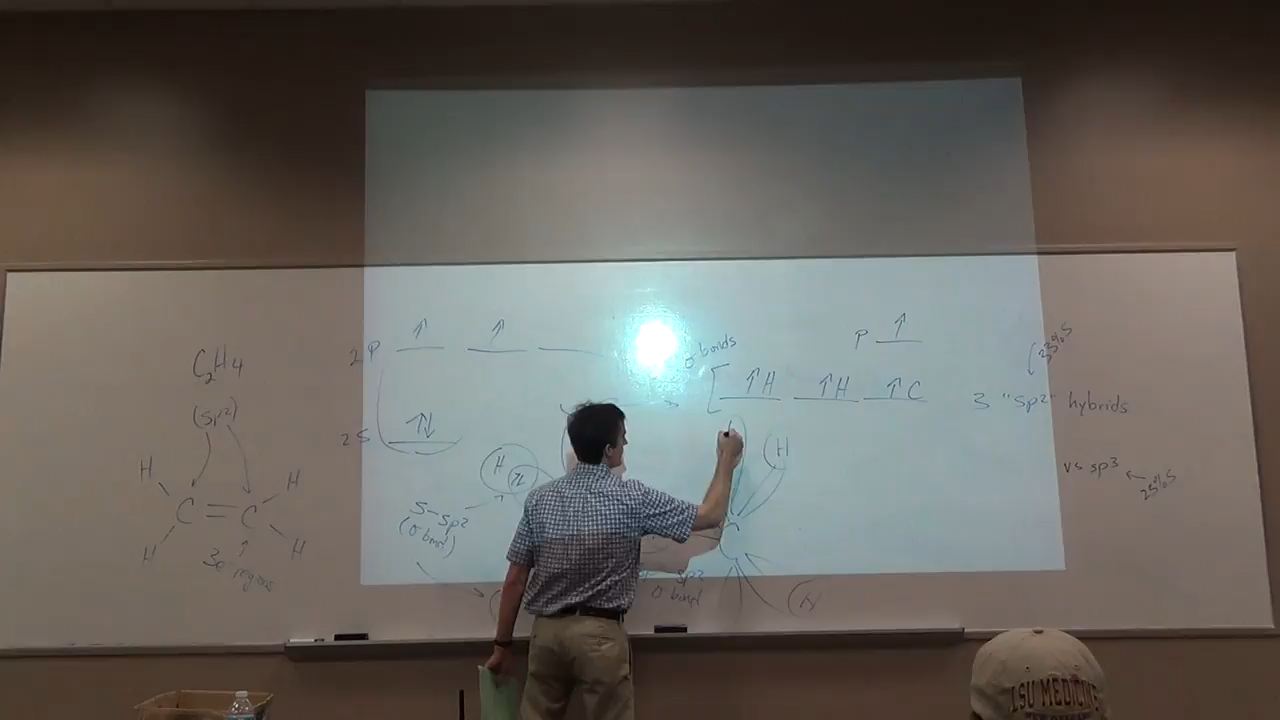 C2H4
(sp2)
H
H
C = C
H
H
3e- regions
2p ↑ ↑
2s ↑↓
σ bonds
↑H ↑H ↑C
p ↑
33%S
3 "sp2" hybrids
vs sp3
25%S
H ↑↓
H
s-sp2
(σ bond)
C
sp2
σ bond
LSU MEDICINE